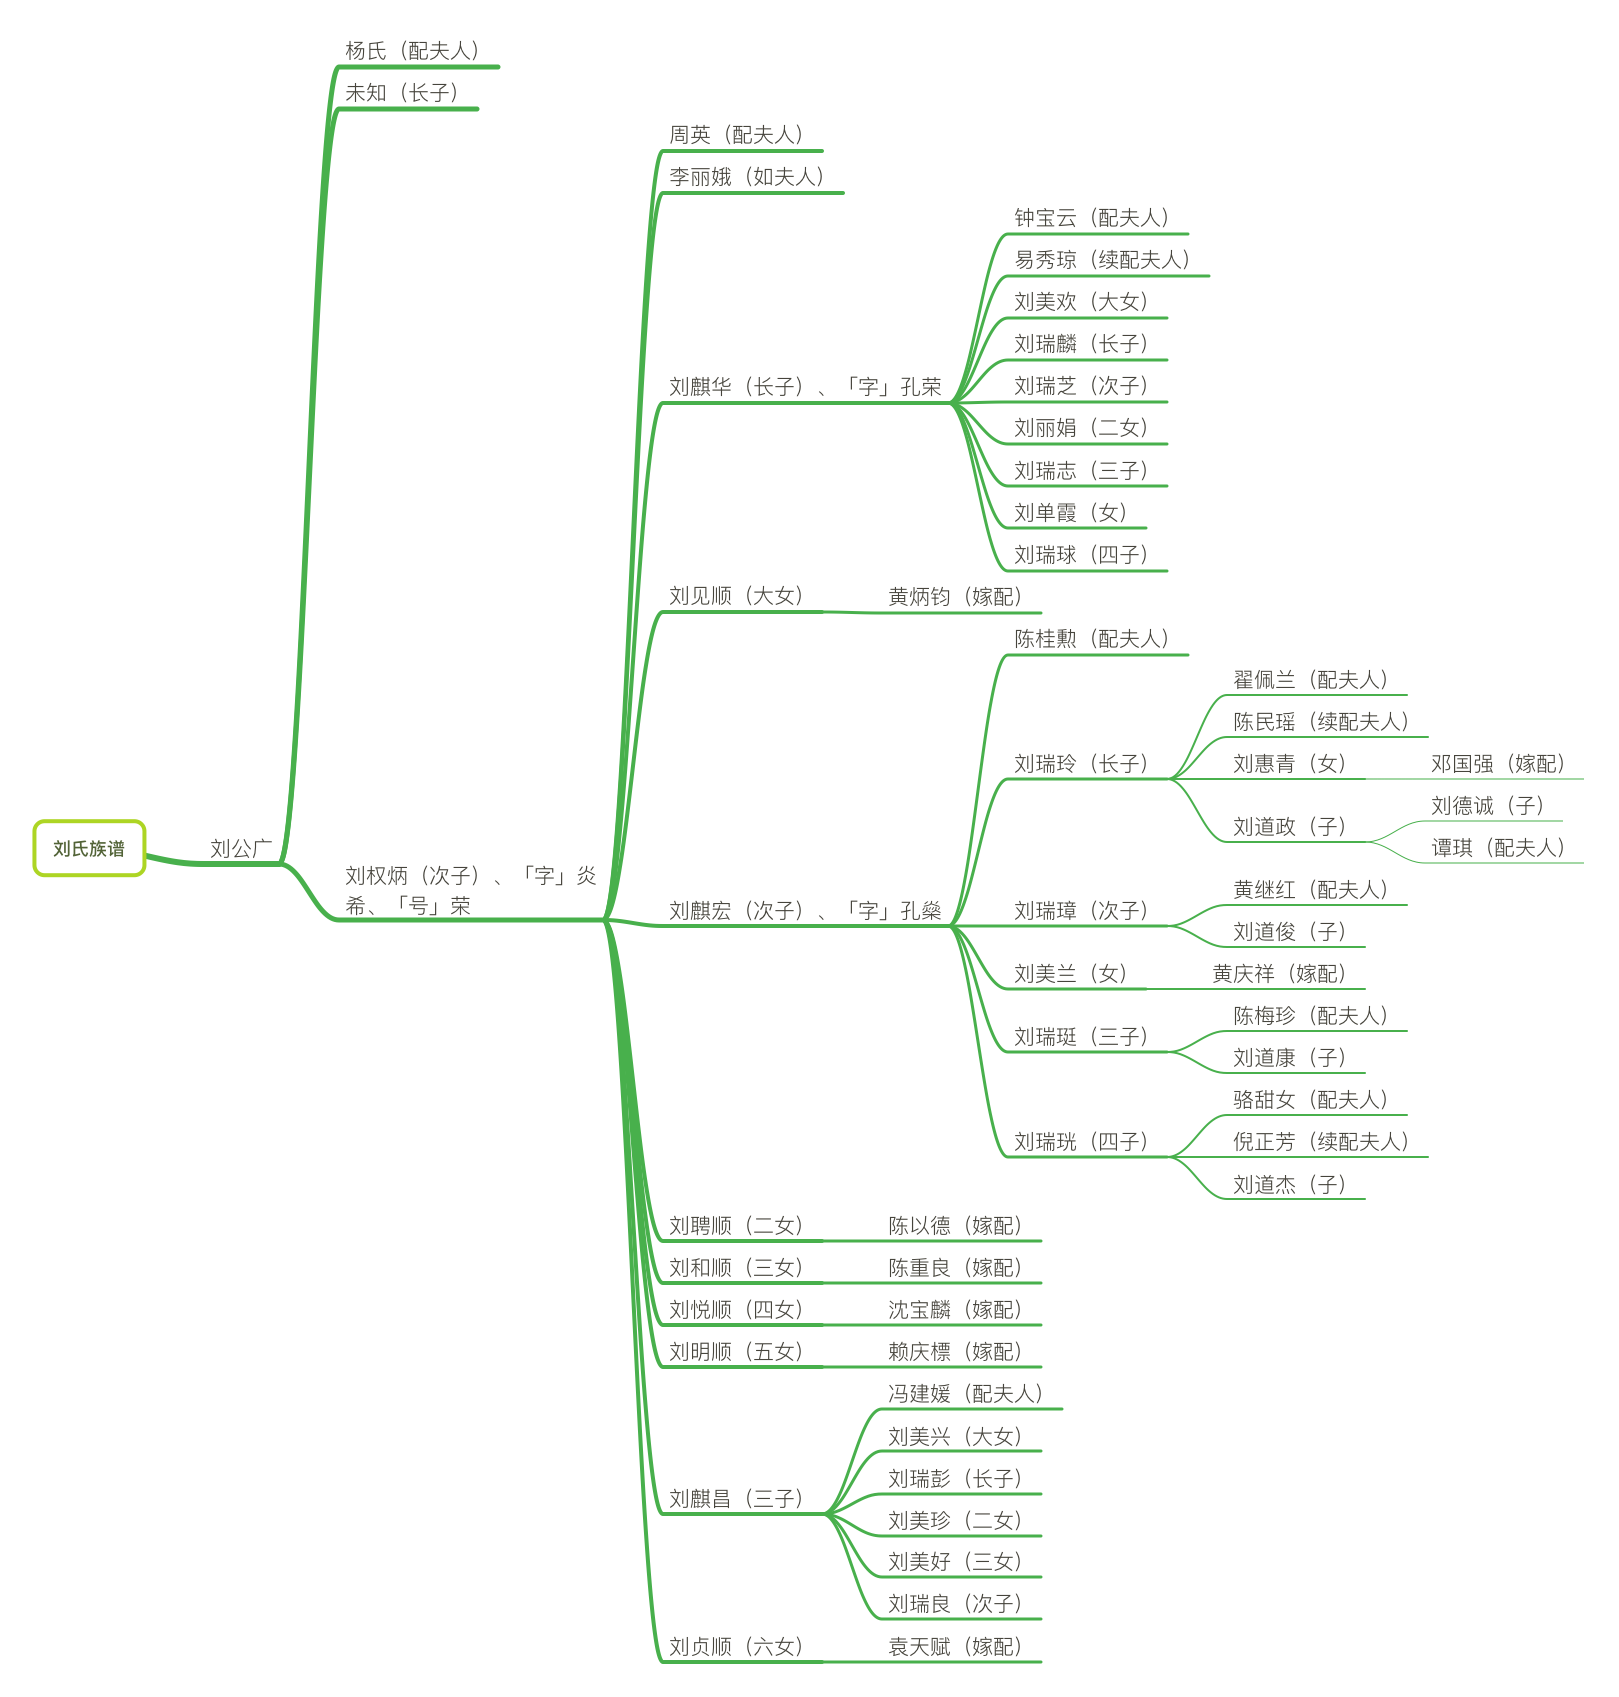 杨氏（配夫人）
未知（长子）
周英（配夫人）
李丽娥（如夫人）
钟宝云（配夫人）
易秀琼（续配夫人）
刘美欢（大女）
刘瑞麟（长子）
刘麒华（长子）、「字」孔荣
刘瑞芝（次子）
刘丽娟（二女）
刘瑞志（三子）
刘单霞（女）
刘瑞球（四子）
刘见顺（大女）
黄炳钧（嫁配）
陈桂勲（配夫人）
翟佩兰（配夫人）
陈民瑶（续配夫人）
刘瑞玲（长子）
刘惠青（女）
邓国强（嫁配）
刘德诚（子）
刘道政（子）
谭琪（配夫人）
刘氏族谱
刘公广
刘权炳（次子）、「字」炎
希、「号」荣
刘麒宏（次子）、「字」孔燊
黄继红（配夫人）
刘瑞璋（次子）
刘道俊（子）
刘美兰（女）
黄庆祥（嫁配）
陈梅珍（配夫人）
刘瑞珽（三子）
刘道康（子）
骆甜女（配夫人）
刘瑞珖（四子）
倪正芳（续配夫人）
刘道杰（子）
刘聘顺（二女）
陈以德（嫁配）
刘和顺（三女）
陈重良（嫁配）
刘悦顺（四女）
沈宝麟（嫁配）
刘明顺（五女）
赖庆標（嫁配）
冯建媛（配夫人）
刘美兴（大女）
刘瑞彭（长子）
刘麒昌（三子）
刘美珍（二女）
刘美好（三女）
刘瑞良（次子）
刘贞顺（六女）
袁天赋（嫁配）